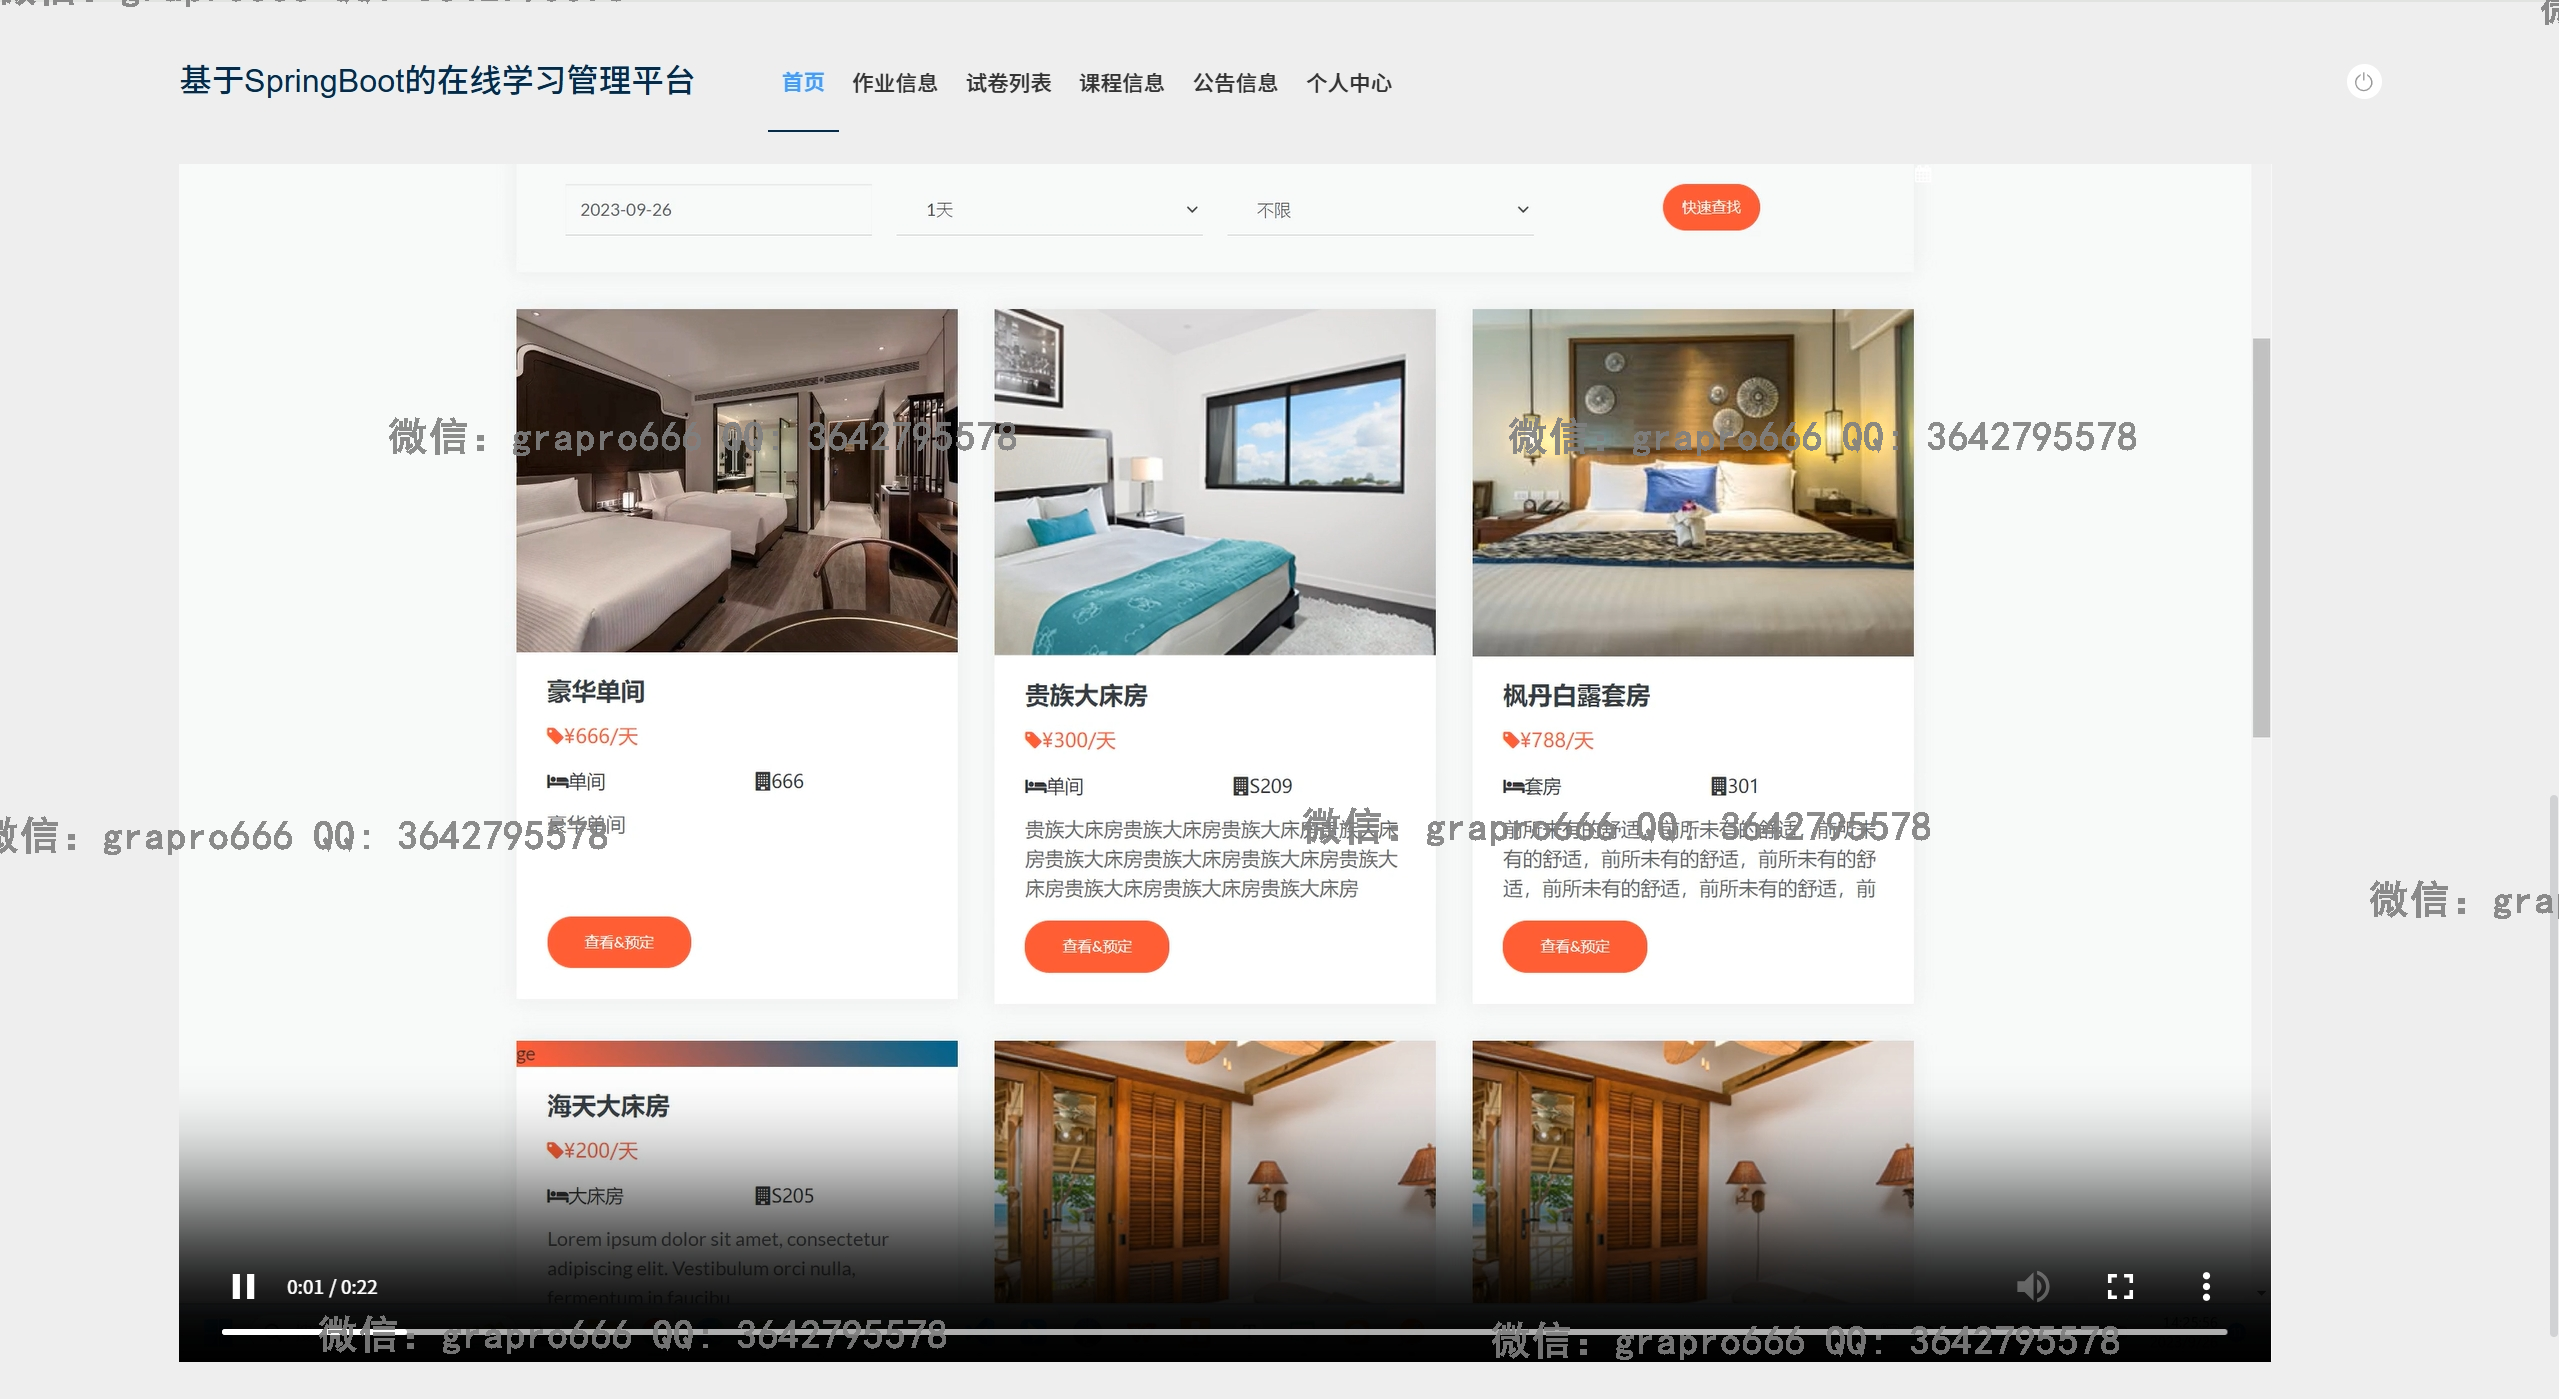 微信: grapro666 QQ: 3642795578
基于SpringBoot的在线学习管理平台
首页 作业信息 试卷列表 课程信息 公告信息 个人中心
2023-09-26 1天 不限 快速查找
微信: grapro666 QQ: 3642795578 微信: grapro666 QQ: 3642795578
豪华单间 贵族大床房 枫丹白露套房
¥666/天 ¥300/天 ¥788/天
单间 666 单间 S209 套房 301
微信: grapro666 QQ: 3642795578 微信: grapro666 QQ: 3642795578
豪华单间
贵族大床房贵族大床房贵族大床房贵族大床
房贵族大床房贵族大床房贵族大床房贵族大
床房贵族大床房贵族大床房贵族大床房
前所未有的舒适，前所未有的舒适，前所未
有的舒适，前所未有的舒适，前所未有的舒
适，前所未有的舒适，前所未有的舒适，前
微信: gra
查看&预定 查看&预定 查看&预定
ge
海天大床房
¥200/天
大床房 S205
Lorem ipsum dolor sit amet, consectetur
adipiscing elit. Vestibulum orci nulla,
fermentum in faucibu
0:01 / 0:22
微信: grapro666 QQ: 3642795578 微信: grapro666 QQ: 3642795578